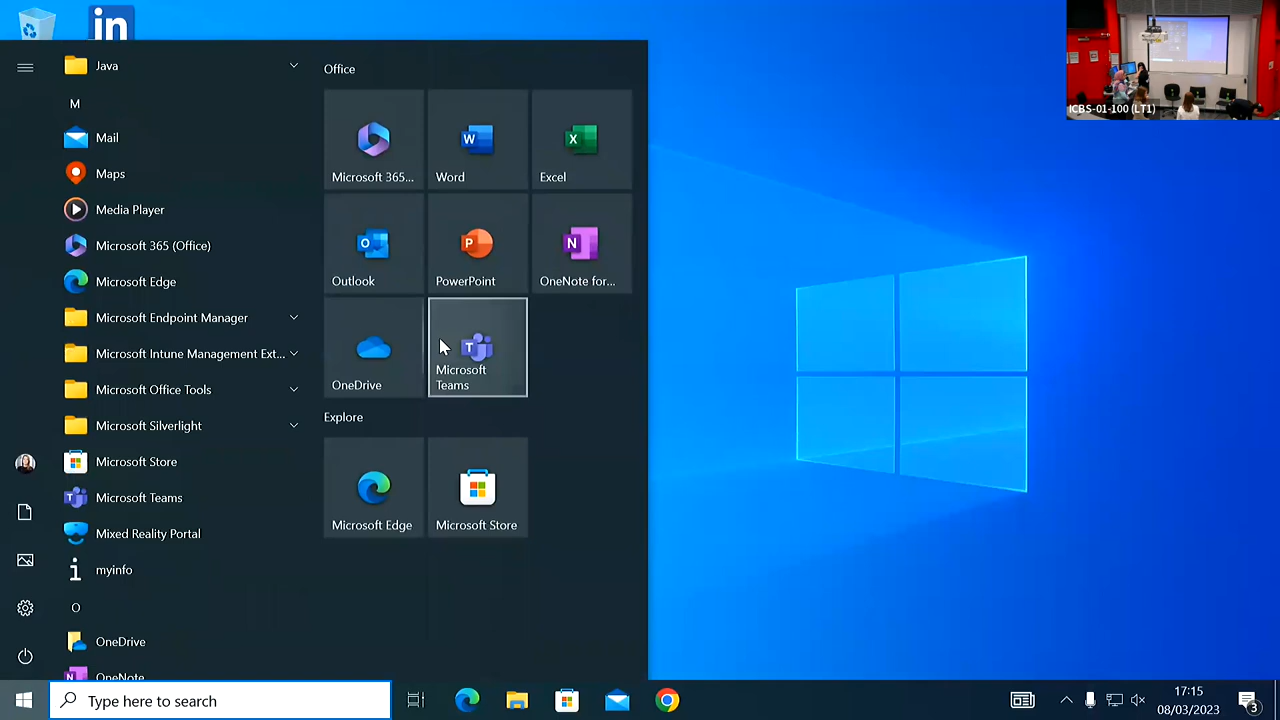 in
Java
M
Mail
Maps
Media Player
Microsoft 365 (Office)
Microsoft Edge
Microsoft Endpoint Manager
Microsoft Intune Management Ext...
Microsoft Office Tools
Microsoft Silverlight
Microsoft Store
Microsoft Teams
Mixed Reality Portal
myinfo
O
OneDrive
OneNote
Office
Microsoft 365...
W
Word
X
Excel
O
Outlook
P
PowerPoint
N
OneNote for...
OneDrive
T
Microsoft
Teams
Explore
Microsoft Edge
Microsoft Store
ICBS-01-100 (LT1)
Type here to search
17:15
08/03/2023
3